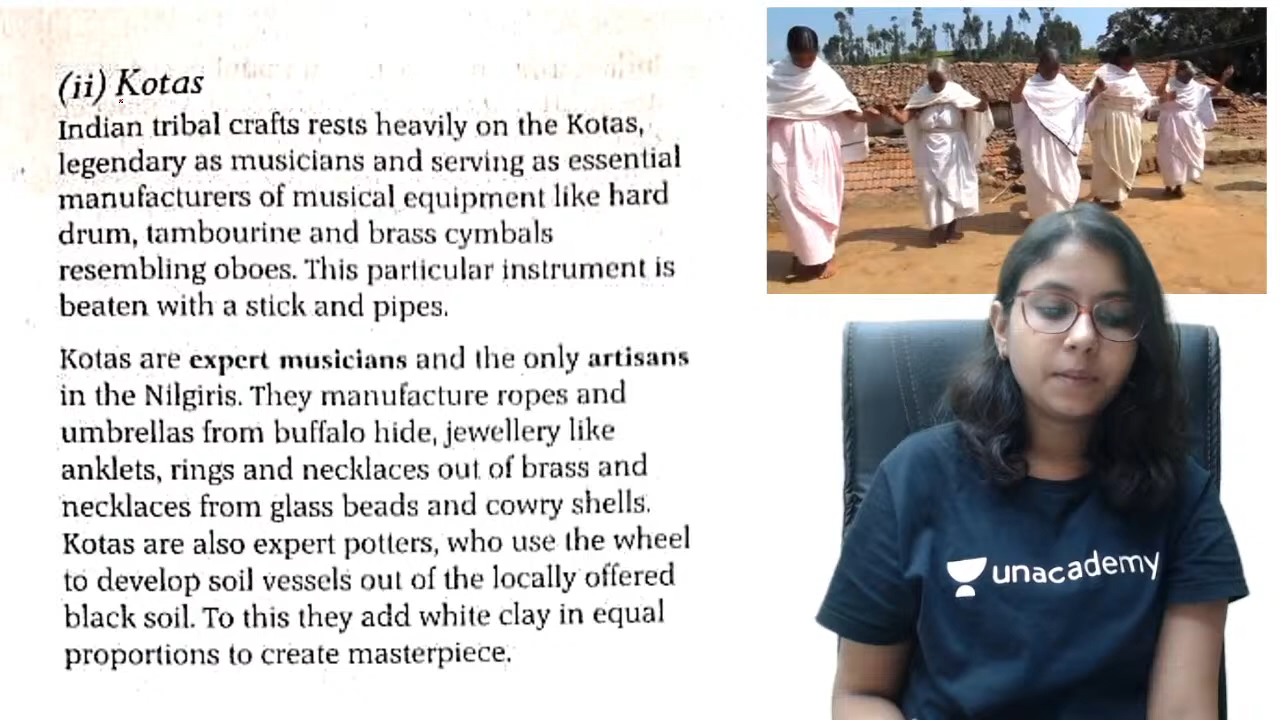 (ii) Kotas
Indian tribal crafts rests heavily on the Kotas,
legendary as musicians and serving as essential
manufacturers of musical equipment like hard
drum, tambourine and brass cymbals
resembling oboes. This particular instrument is
beaten with a stick and pipes.
Kotas are expert musicians and the only artisans
in the Nilgiris. They manufacture ropes and
umbrellas from buffalo hide, jewellery like
anklets, rings and necklaces out of brass and
necklaces from glass beads and cowry shells.
Kotas are also expert potters, who use the wheel
to develop soil vessels out of the locally offered
black soil. To this they add white clay in equal
proportions to create masterpiece.
unacademy